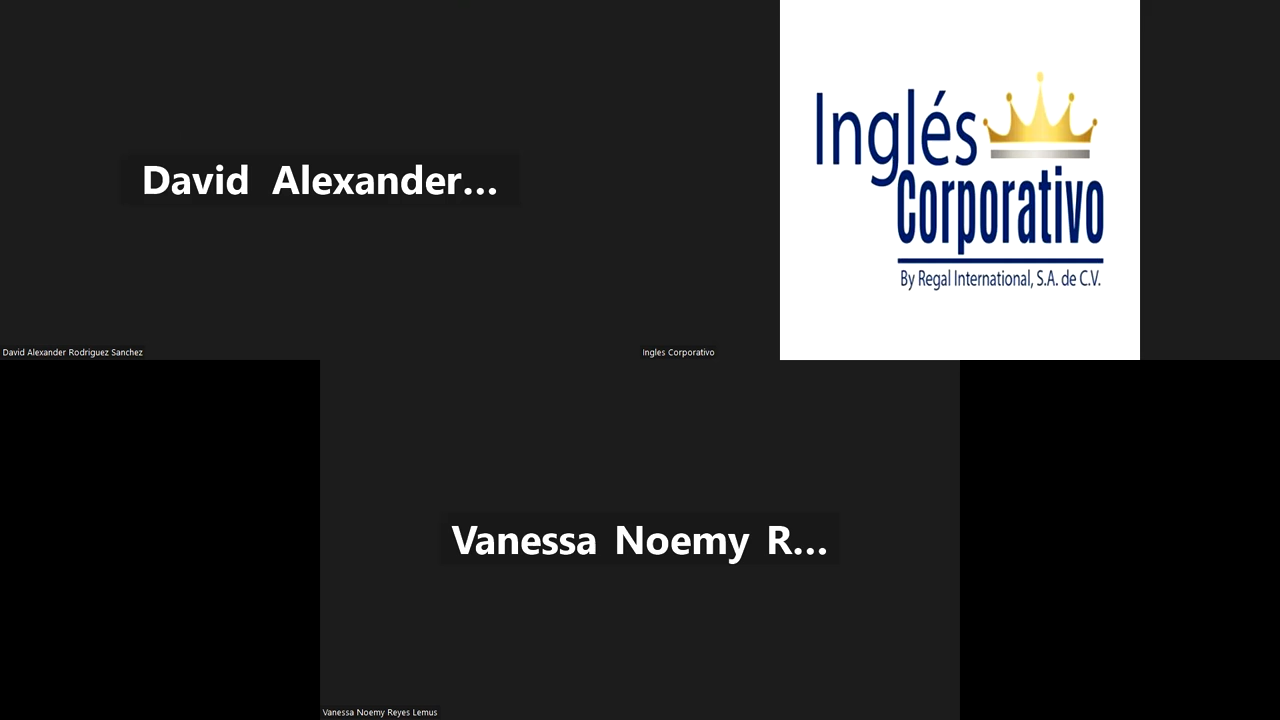 David Alexander...
Inglés
Corporativo
By Regal International, S.A. de C.V.
David Alexander Rodriguez Sanchez
Ingles Corporativo
Vanessa Noemy R...
Vanessa Noemy Reyes Lemus